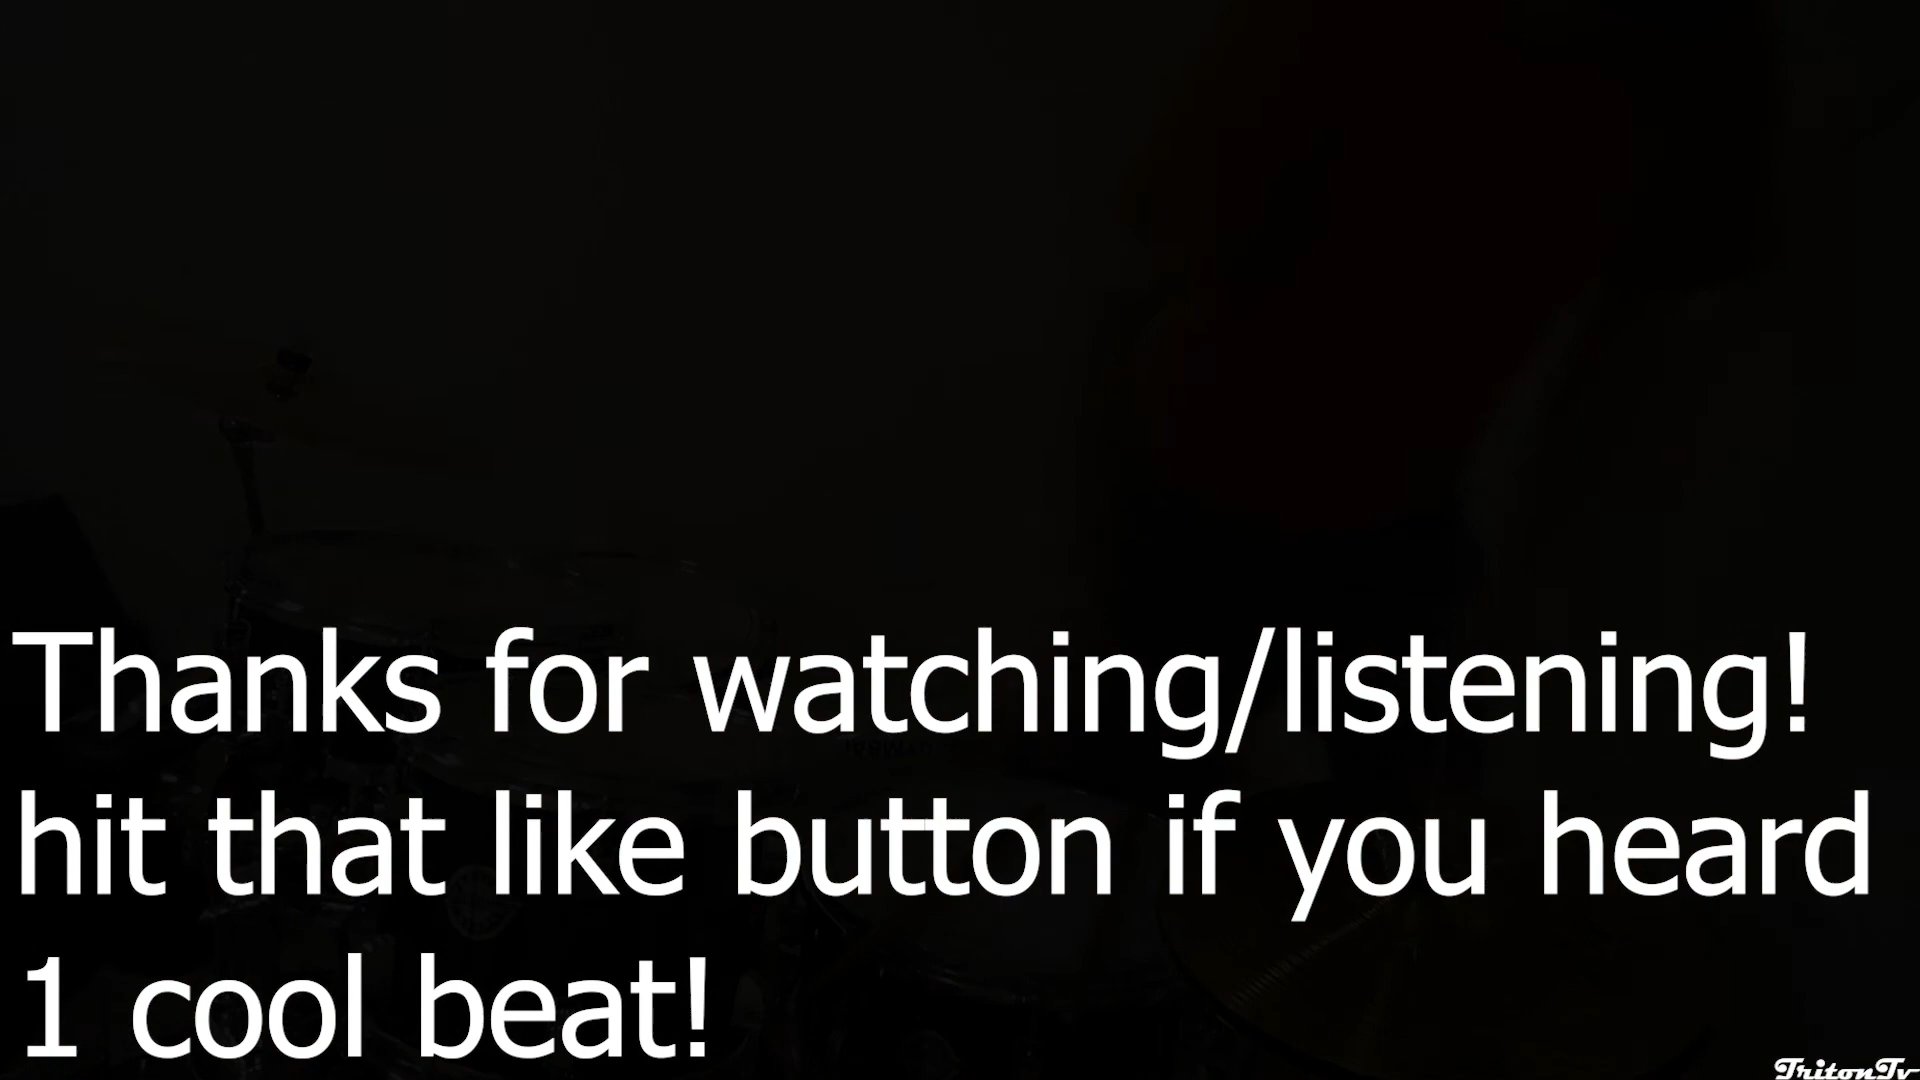 Thanks for watching/listening!
hit that like button if you heard
1 cool beat!
TritonTv